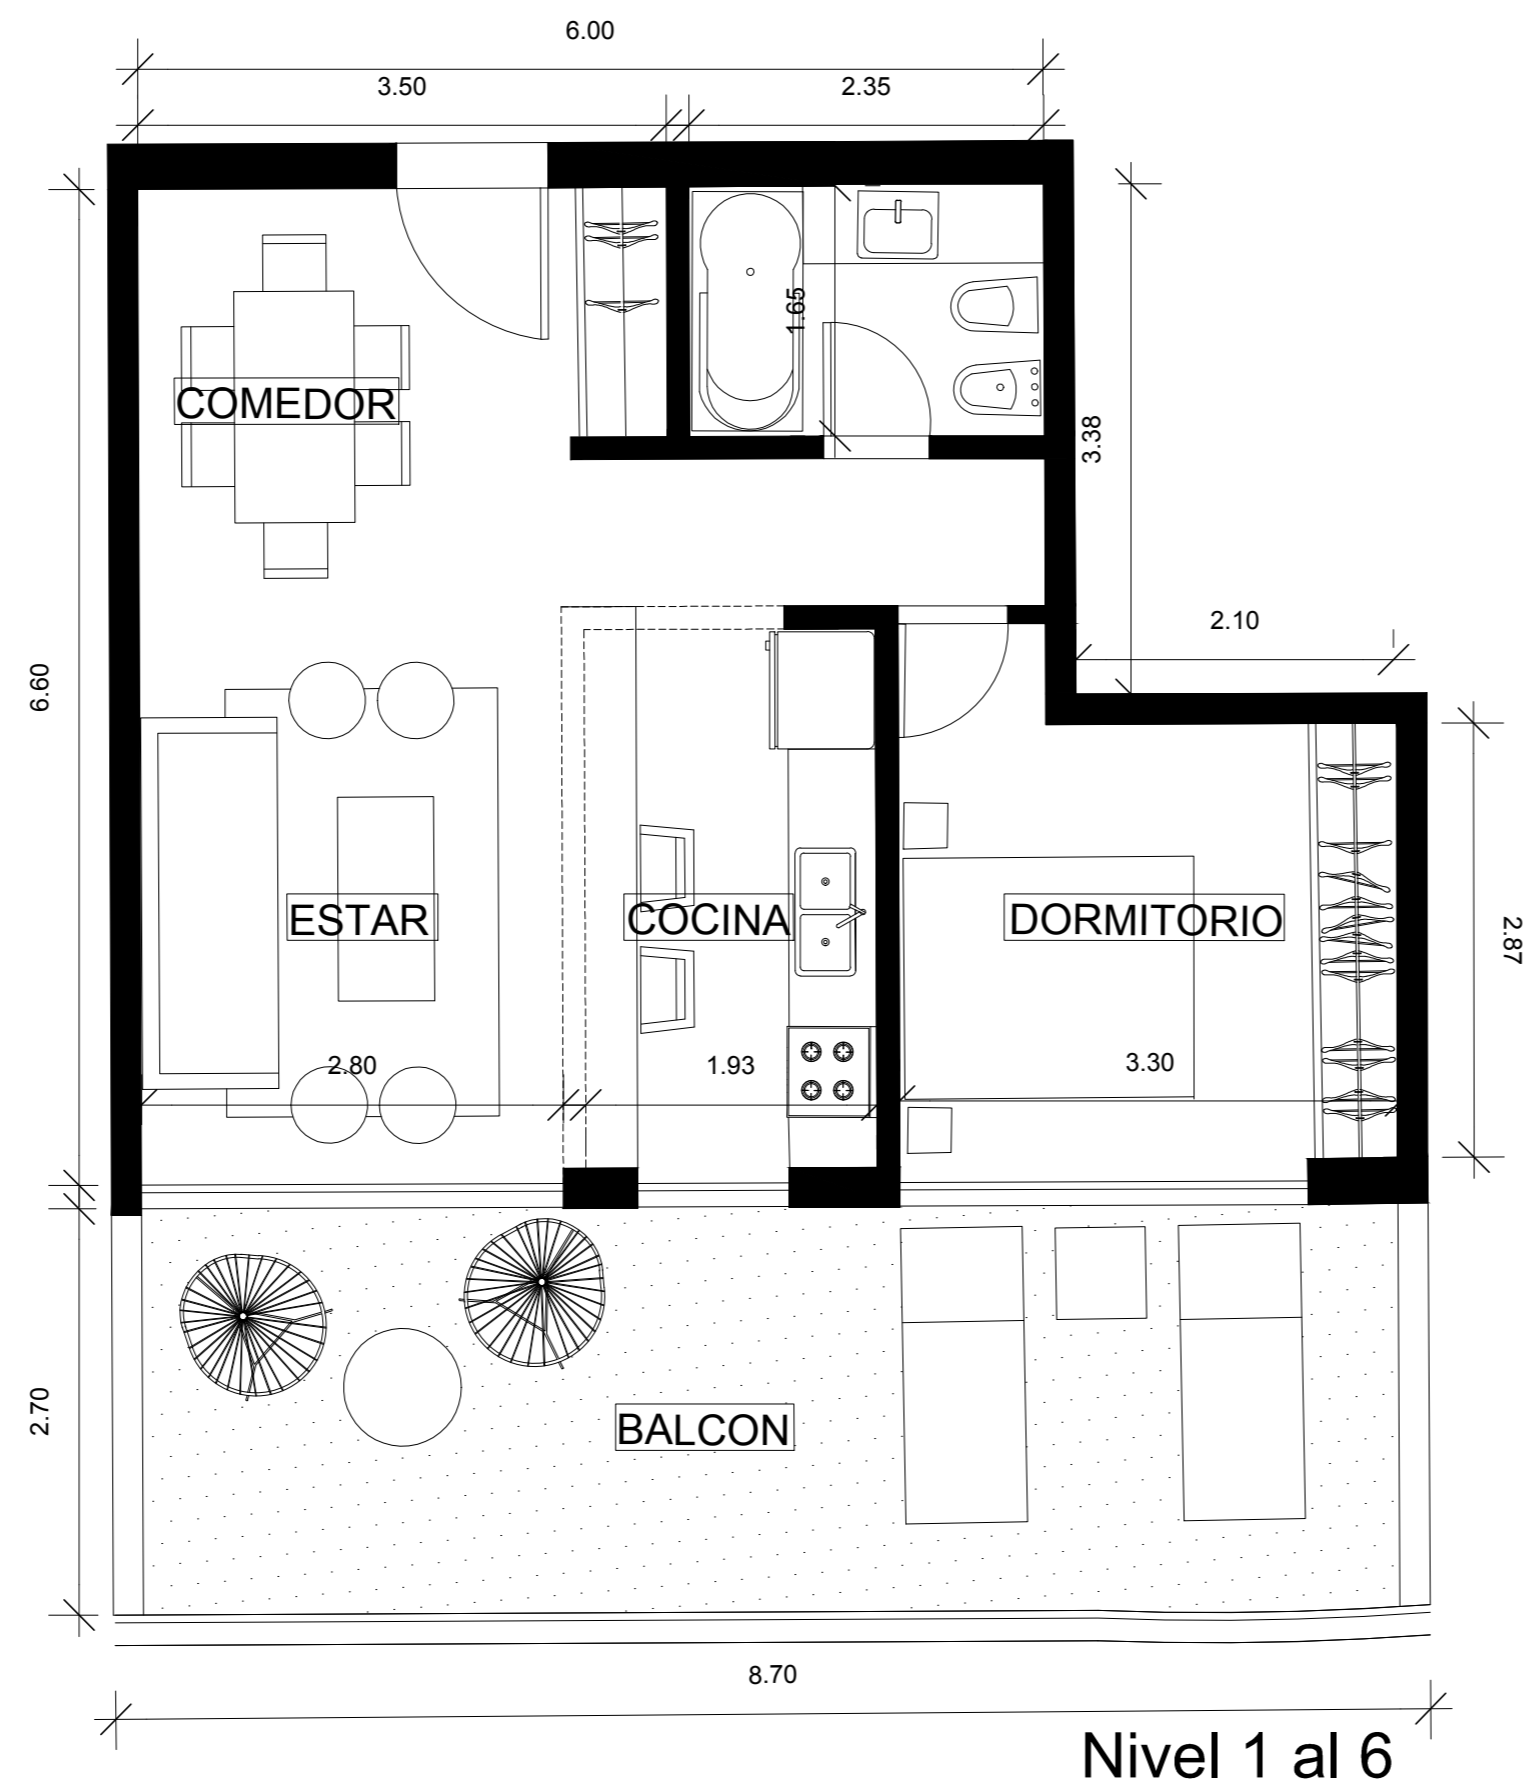 6.00
3.50
2.35
1.65
COMEDOR
3.38
2.10
6.60
ESTAR
COCINA
DORMITORIO
2.87
2.80
1.93
3.30
2.70
BALCON
8.70
Nivel 1 al 6